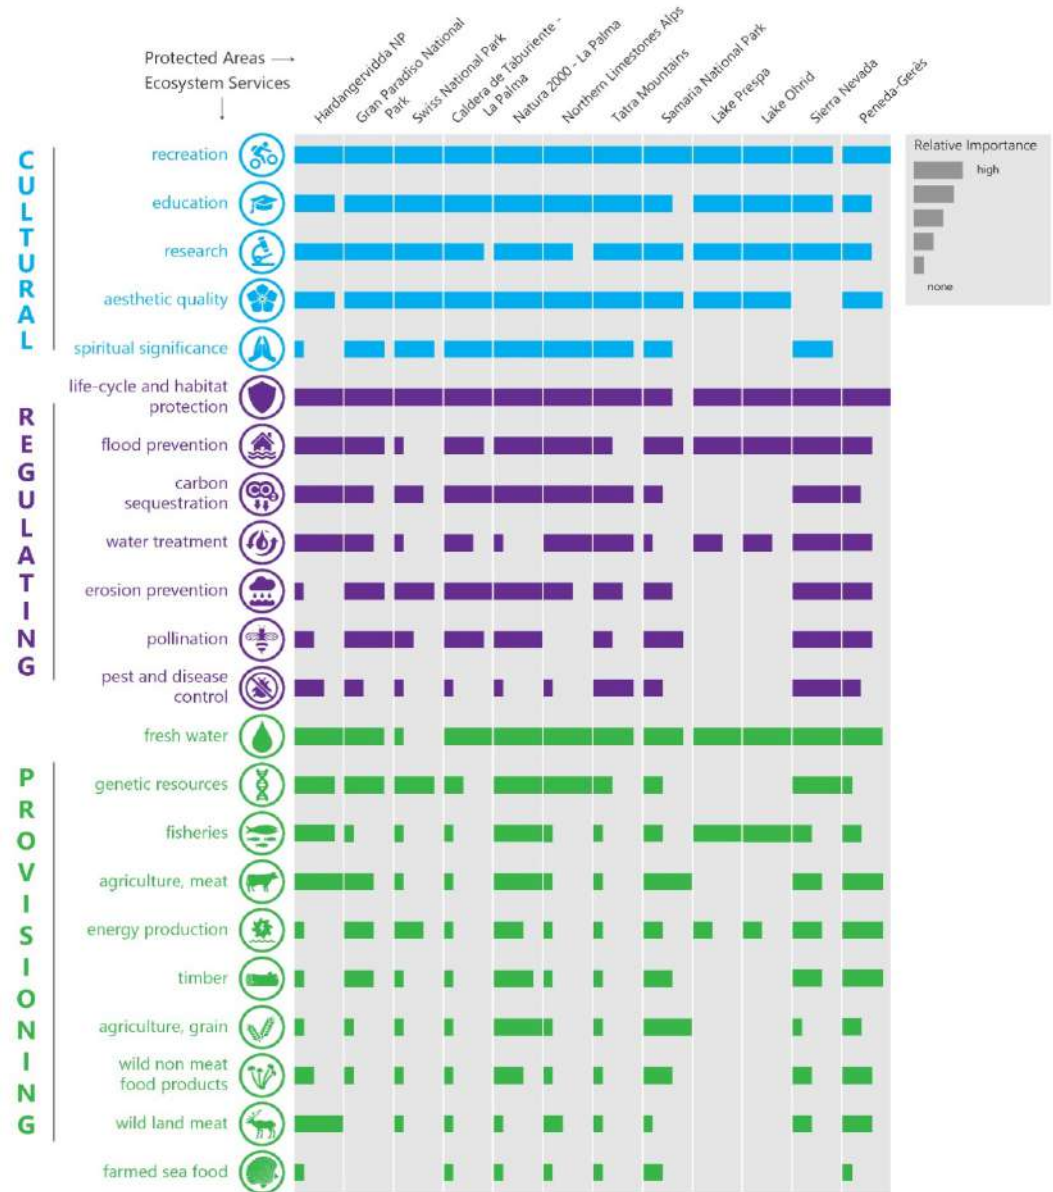 Protected Areas →
Ecosystem Services
↓
Hardangervidda NP
Gran Paradiso National
Park
Swiss National Park
Caldera de Taburiente -
La Palma
Natura 2000 - La Palma
Northern Limestones Alps
Tatra Mountains
Samaria National Park
Lake Prespa
Lake Ohrid
Sierra Nevada
Peneda-Gerês
Relative Importance
high
none
CULTURAL
recreation
education
research
aesthetic quality
spiritual significance
REGULATING
life-cycle and habitat
protection
flood prevention
carbon
sequestration
CO2
water treatment
erosion prevention
pollination
pest and disease
control
PROVISIONING
fresh water
genetic resources
fisheries
agriculture, meat
energy production
timber
agriculture, grain
wild non meat
food products
wild land meat
farmed sea food